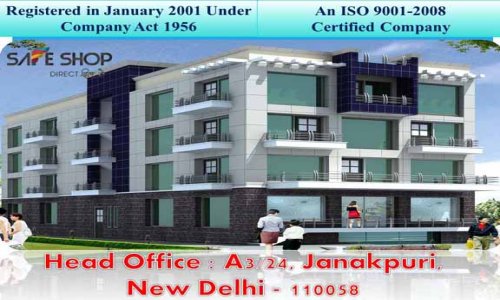 Registered in January 2001 Under
Company Act 1956
An ISO 9001-2008
Certified Company
SAFE SHOP
DIRECT
Head Office : A3/24, Janakpuri,
New Delhi - 110058